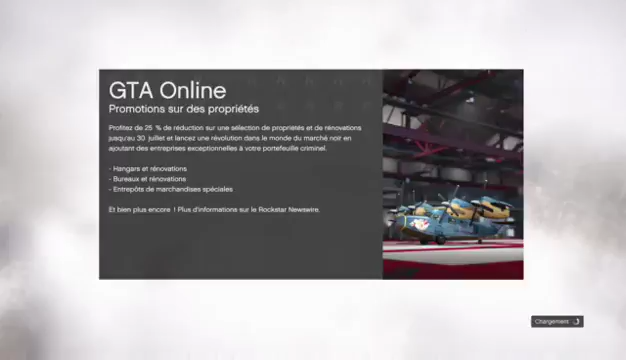 GTA Online
Promotions sur des propriétés
Profitez de 25 % de réduction sur une sélection de propriétés et de rénovations
jusqu'au 30 juillet et lancez une révolution dans le monde du marché noir en
ajoutant des entreprises exceptionnelles à votre portefeuille criminel.
- Hangars et rénovations
- Bureaux et rénovations
- Entrepôts de marchandises spéciales
Et bien plus encore ! Plus d'informations sur le Rockstar Newswire.
Chargement